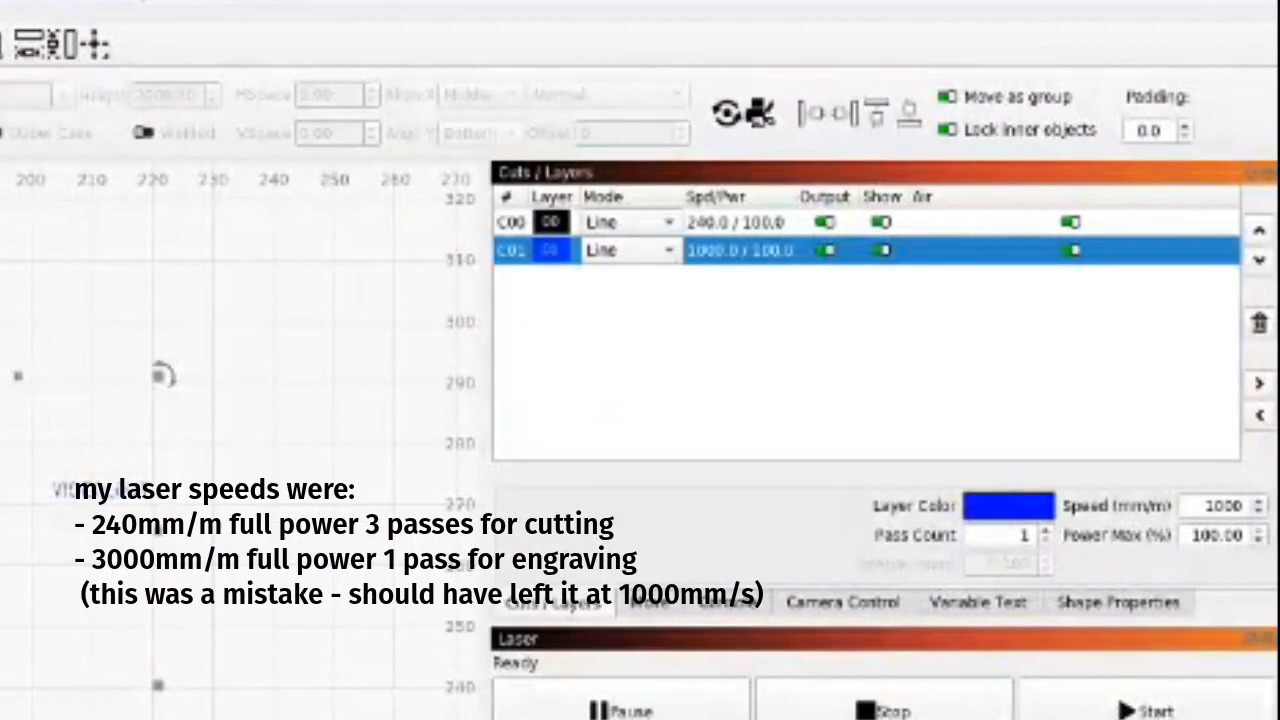 Move as group
Padding:
Lock inner objects
0.0
200 210 220 230 240 250 260 270
320
310
300
290
280
270
250
240
Cuts / Layers
# Layer Mode Spd/Pwr Output Show Air
C00 00 Line 240.0 / 100.0
C01 01 Line 1000.0 / 100.0
my laser speeds were:
- 240mm/m full power 3 passes for cutting
- 3000mm/m full power 1 pass for engraving
(this was a mistake - should have left it at 1000mm/s)
Layer Color Speed (mm/m) 1000
Pass Count 1 Power Max (%) 100.00
Cuts / Layers
Camera Control Variable Text Shape Properties
Laser
Ready
Pause Stop Start